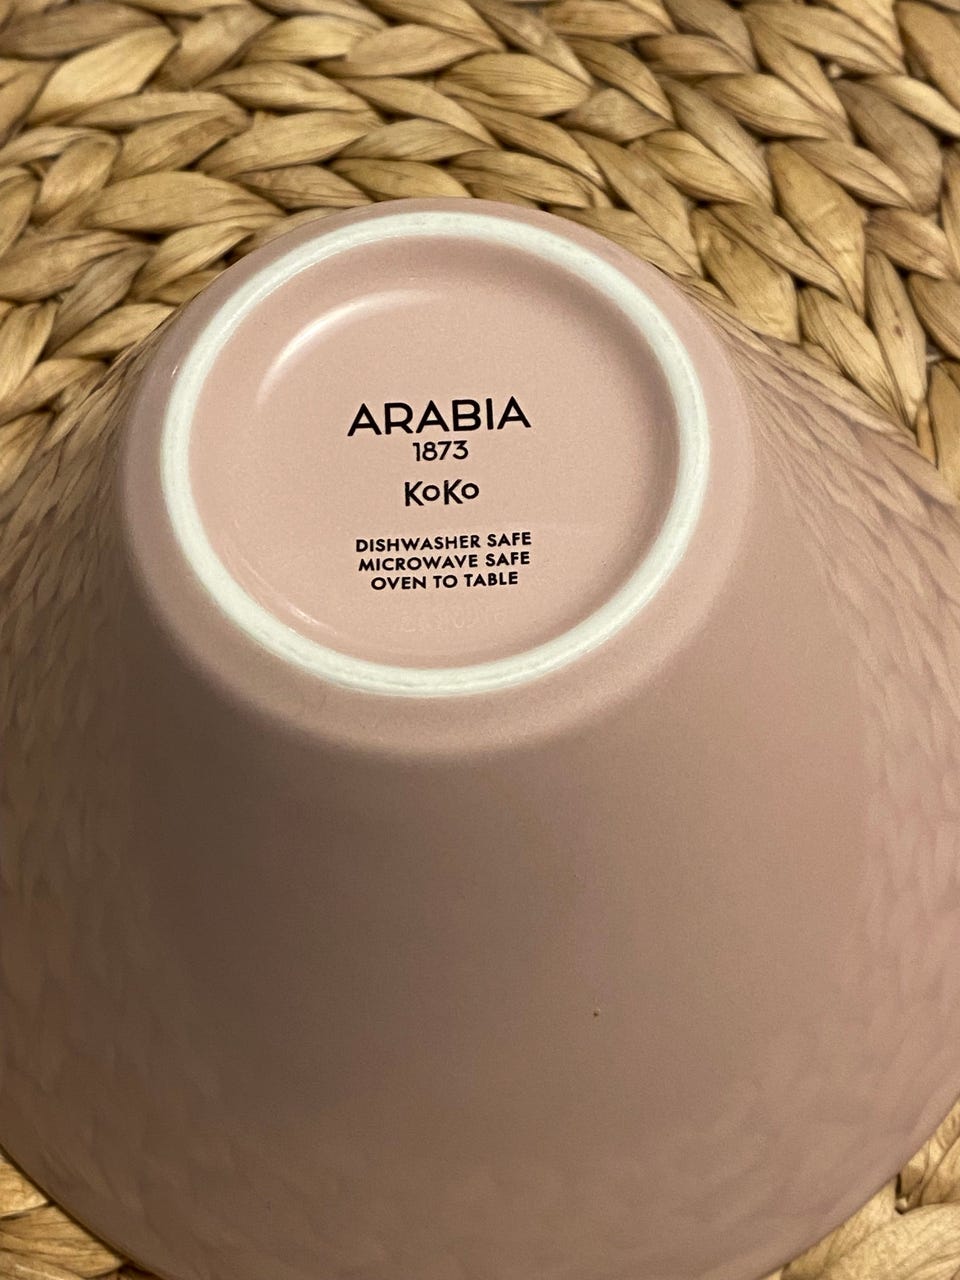 ARABIA
1873
KoKo
DISHWASHER SAFE
MICROWAVE SAFE
OVEN TO TABLE